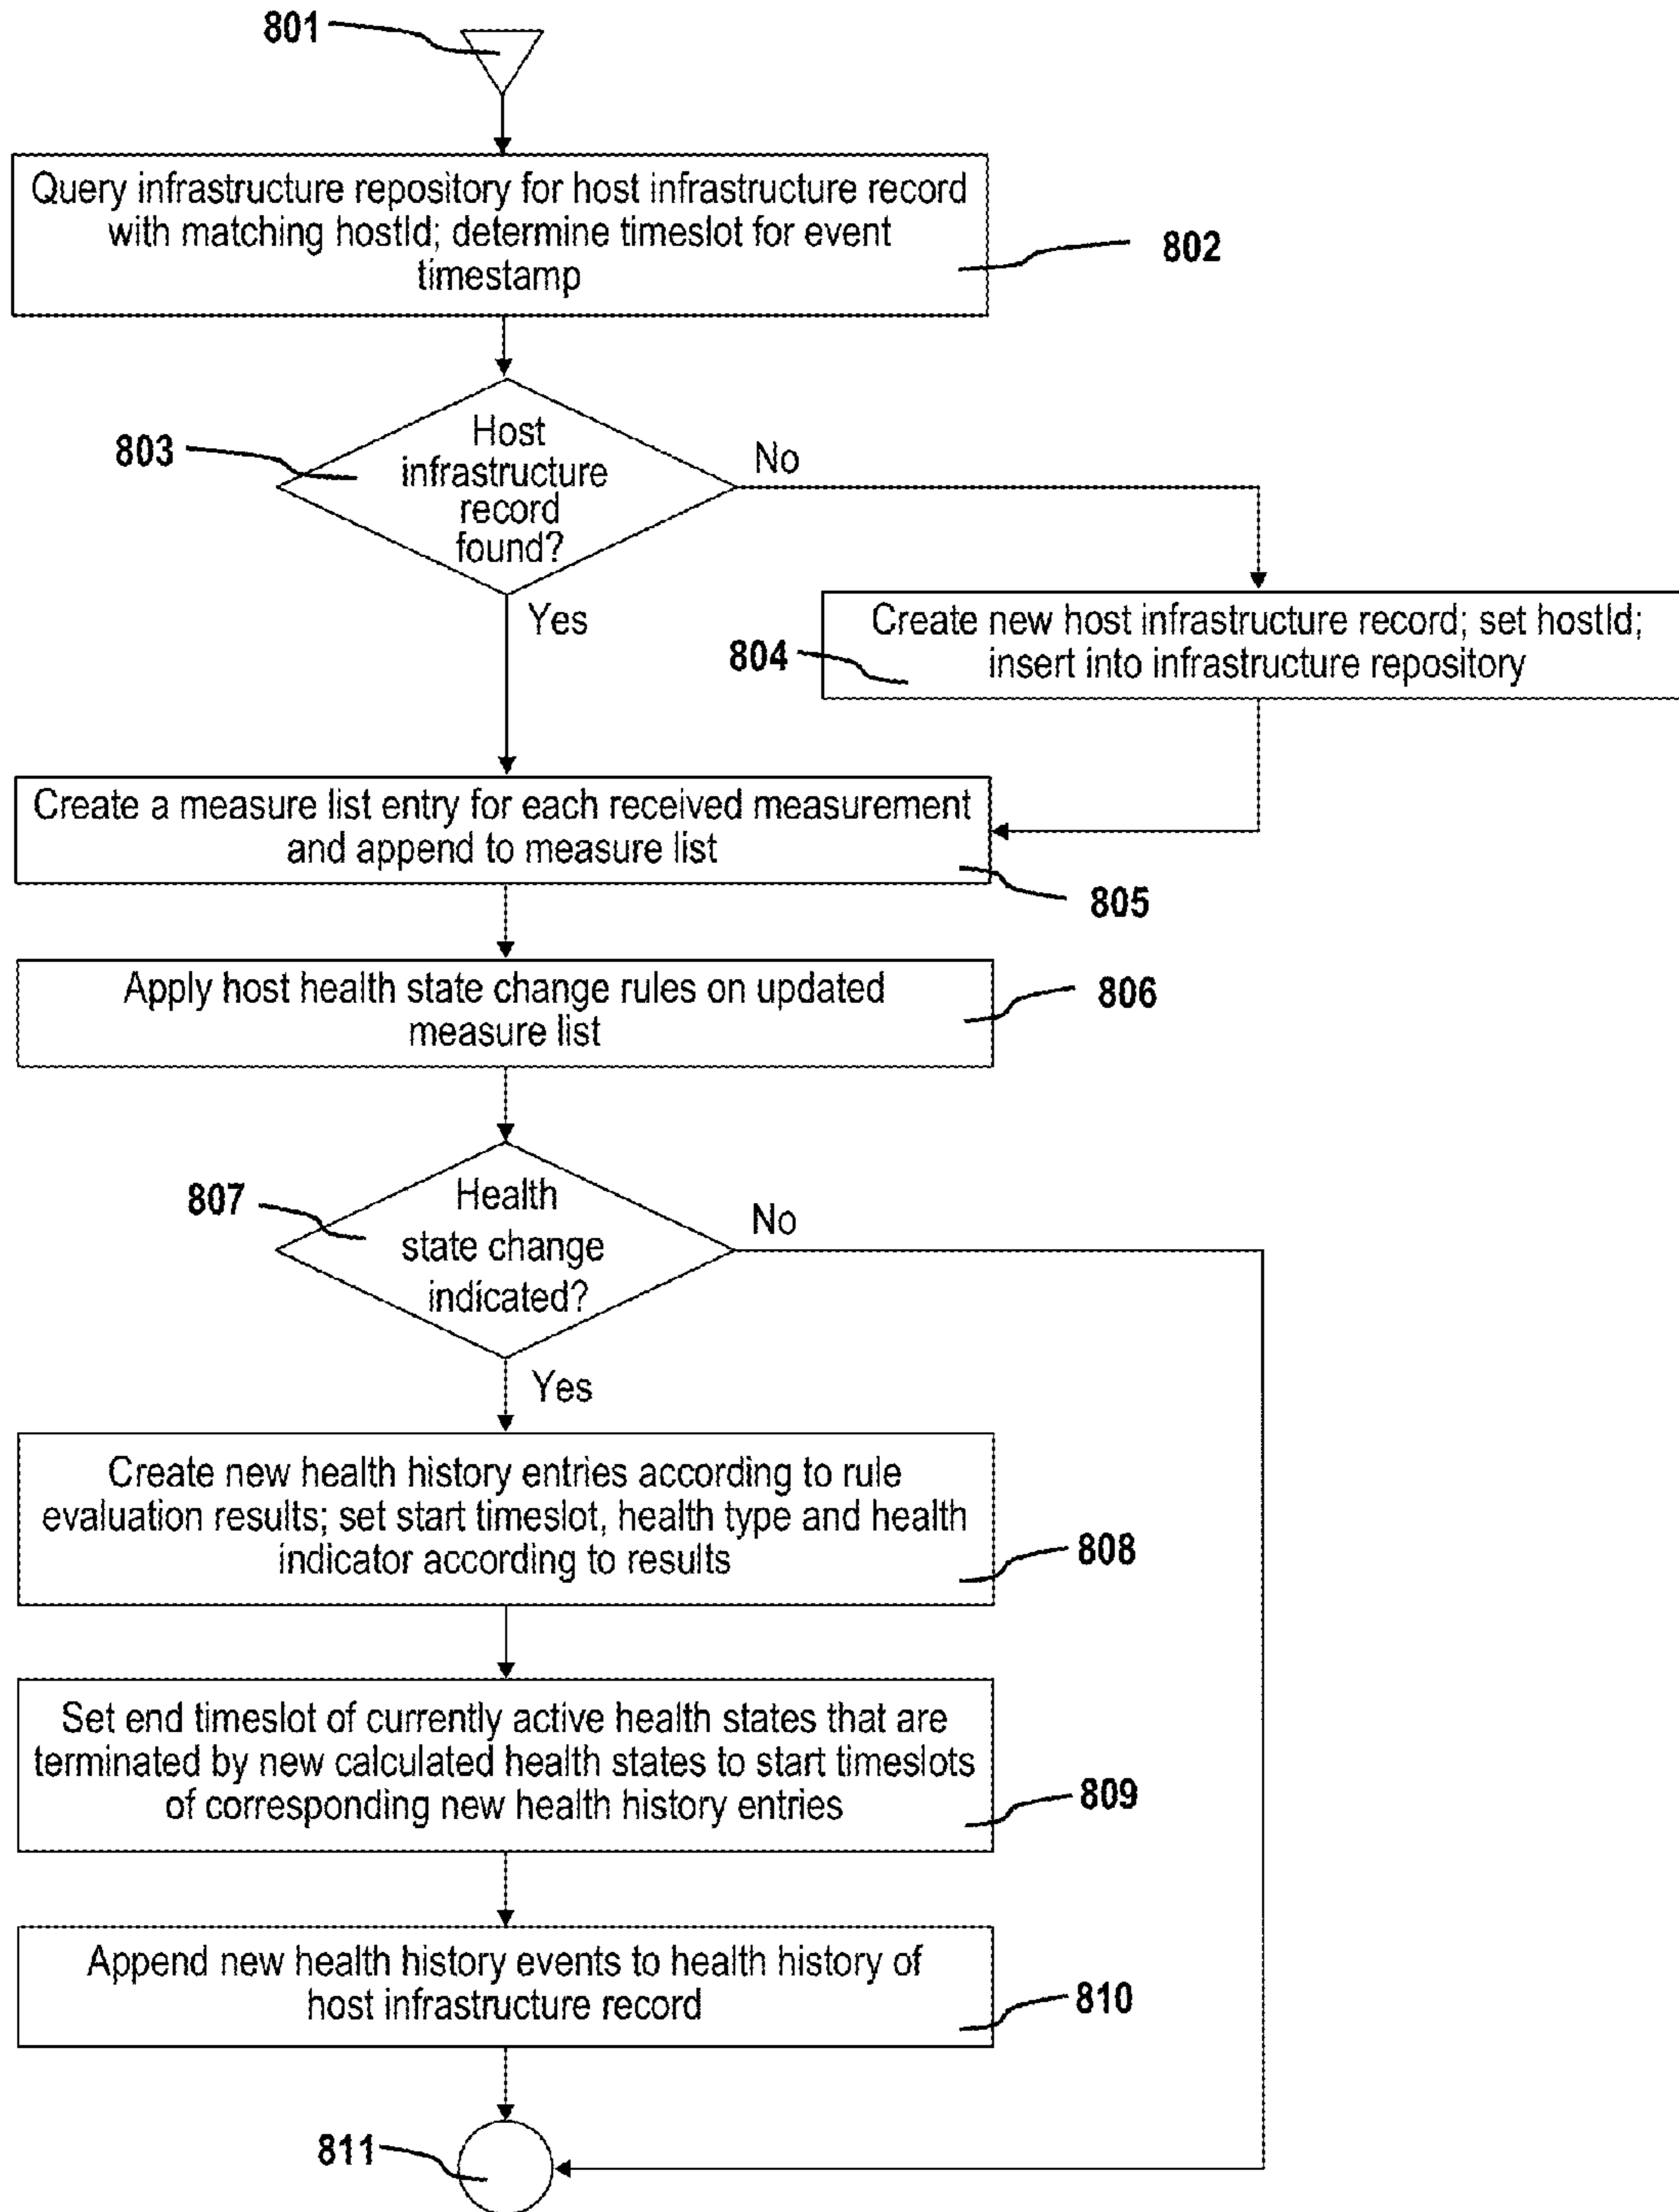 801
Query infrastructure repository for host infrastructure record
with matching hostId; determine timeslot for event
timestamp
802
803
Host
infrastructure
record
found?
No
Yes
Create new host infrastructure record; set hostId;
insert into infrastructure repository
804
Create a measure list entry for each received measurement
and append to measure list
805
Apply host health state change rules on updated
measure list
806
807
Health
state change
indicated?
No
Yes
Create new health history entries according to rule
evaluation results; set start timeslot, health type and health
indicator according to results
808
Set end timeslot of currently active health states that are
terminated by new calculated health states to start timeslots
of corresponding new health history entries
809
Append new health history events to health history of
host infrastructure record
810
811